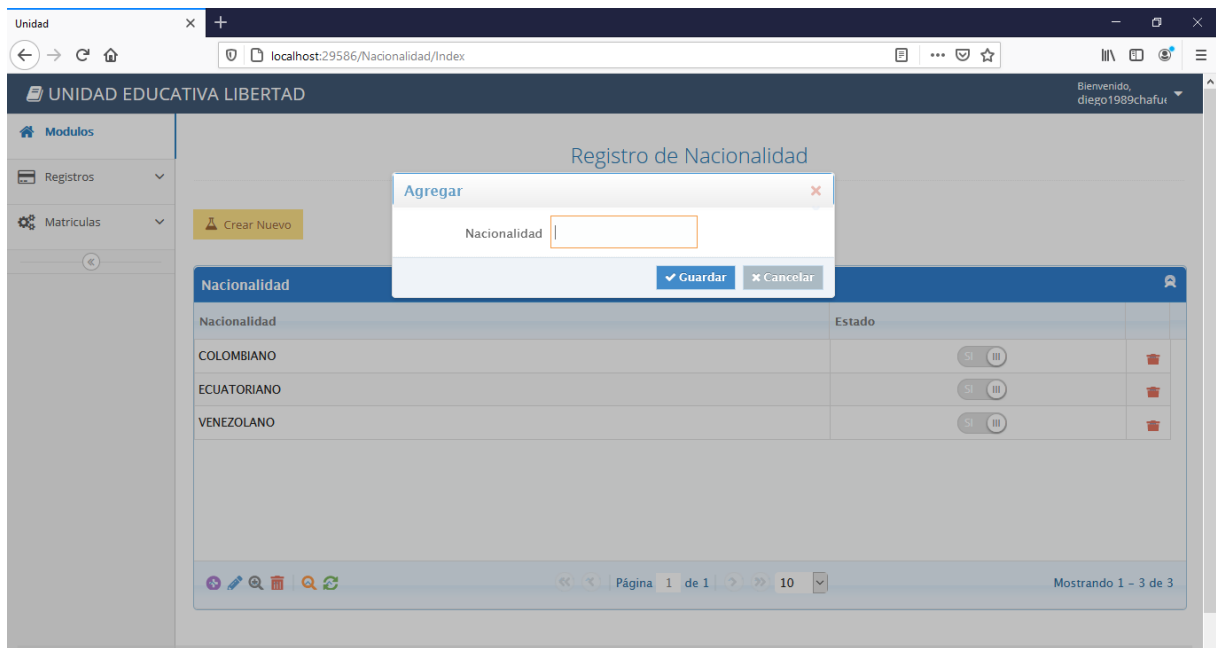 Unidad
localhost:29586/Nacionalidad/Index
UNIDAD EDUCATIVA LIBERTAD
Bienvenido,
diego1989chafue
Modulos
Registros
Matriculas
Registro de Nacionalidad
Crear Nuevo
Agregar
Nacionalidad
Guardar
Cancelar
Nacionalidad
Nacionalidad Estado
COLOMBIANO SI
ECUATORIANO SI
VENEZOLANO SI
Página 1 de 1 10 Mostrando 1 - 3 de 3